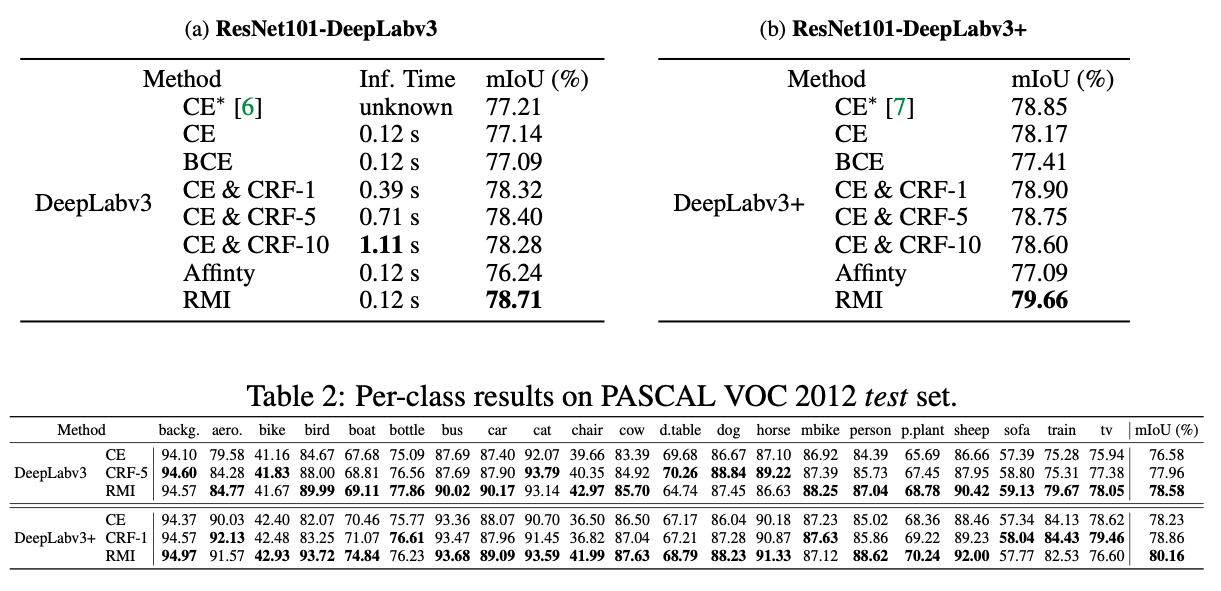 (a) ResNet101-DeepLabv3
Method Inf. Time mIoU (%)
CE* [6] unknown 77.21
CE 0.12 s 77.14
BCE 0.12 s 77.09
CE & CRF-1 0.39 s 78.32
DeepLabv3
CE & CRF-5 0.71 s 78.40
CE & CRF-10 1.11 s 78.28
Affinty 0.12 s 76.24
RMI 0.12 s 78.71
(b) ResNet101-DeepLabv3+
Method mIoU (%)
CE* [7] 78.85
CE 78.17
BCE 77.41
CE & CRF-1 78.90
DeepLabv3+
CE & CRF-5 78.75
CE & CRF-10 78.60
Affinty 77.09
RMI 79.66
Table 2: Per-class results on PASCAL VOC 2012 test set.
Method backg. aero. bike bird boat bottle bus car cat chair cow d.table dog horse mbike person p.plant sheep sofa train tv mIoU (%)
CE 94.10 79.58 41.16 84.67 67.68 75.09 87.69 87.40 92.07 39.66 83.39 69.68 86.67 87.10 86.92 84.39 65.69 86.66 57.39 75.28 75.94 76.58
DeepLabv3 CRF-5 94.60 84.28 41.83 88.00 68.81 76.56 87.69 87.90 93.79 40.35 84.92 70.26 88.84 89.22 87.39 85.73 67.45 87.95 58.80 75.31 77.38 77.96
RMI 94.57 84.77 41.67 89.99 69.11 77.86 90.02 90.17 93.14 42.97 85.70 64.74 87.45 86.63 88.25 87.04 68.78 90.42 59.13 79.67 78.05 78.58
CE 94.37 90.03 42.40 82.07 70.46 75.77 93.36 88.07 90.70 36.50 86.50 67.17 86.04 90.18 87.23 85.02 68.36 88.46 57.34 84.13 78.62 78.23
DeepLabv3+ CRF-1 94.57 92.13 42.48 83.25 71.07 76.61 93.47 87.96 91.45 36.82 87.04 67.21 87.28 90.87 87.63 85.86 69.22 89.23 58.04 84.43 79.46 78.86
RMI 94.97 91.57 42.93 93.72 74.84 76.23 93.68 89.09 93.59 41.99 87.63 68.79 88.23 91.33 87.12 88.62 70.24 92.00 57.77 82.53 76.60 80.16